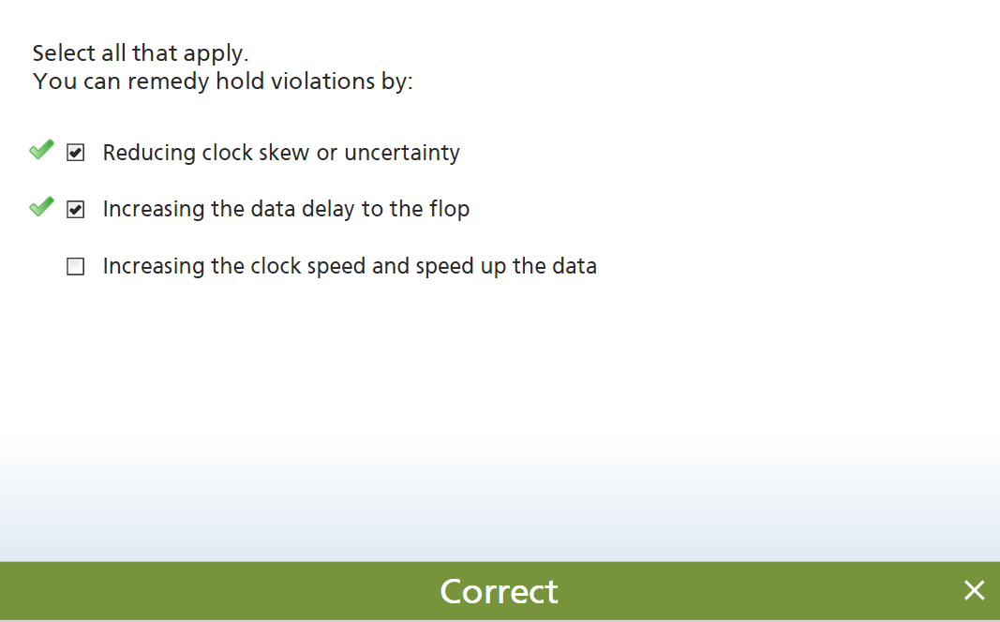 Select all that apply.
You can remedy hold violations by:
Reducing clock skew or uncertainty
Increasing the data delay to the flop
Increasing the clock speed and speed up the data
Correct